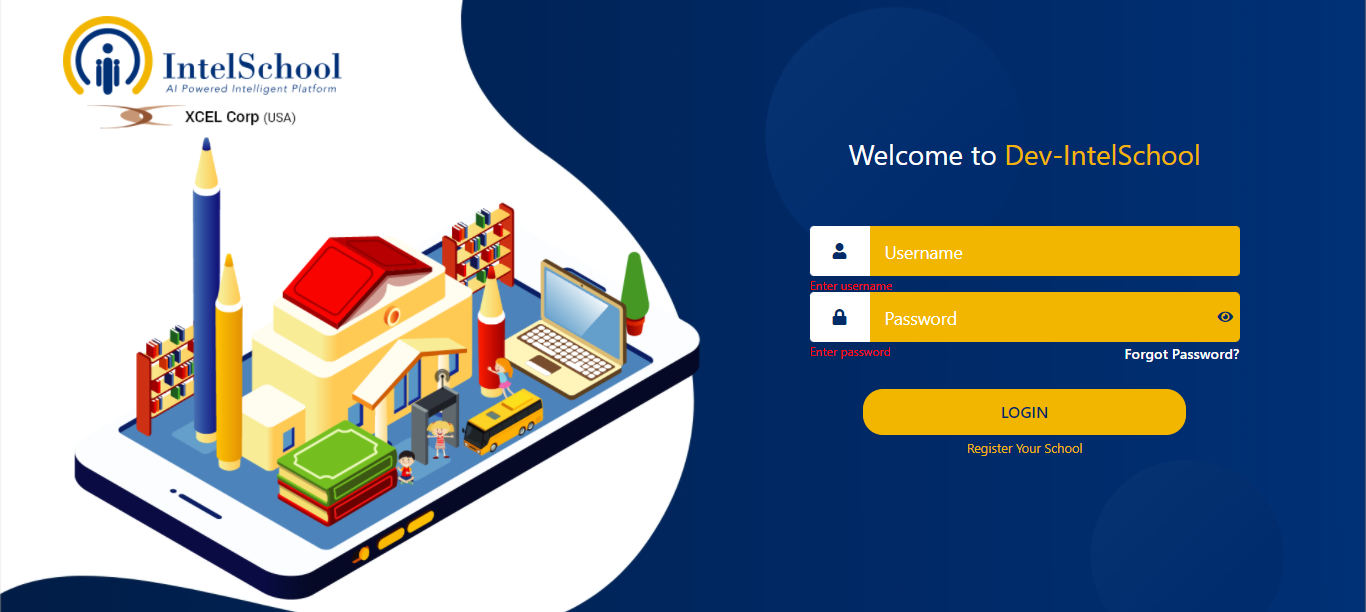 IntelSchool
AI Powered Intelligent Platform
XCEL Corp (USA)
Welcome to Dev-IntelSchool
Username
Enter username
Password
Enter password
Forgot Password?
LOGIN
Register Your School